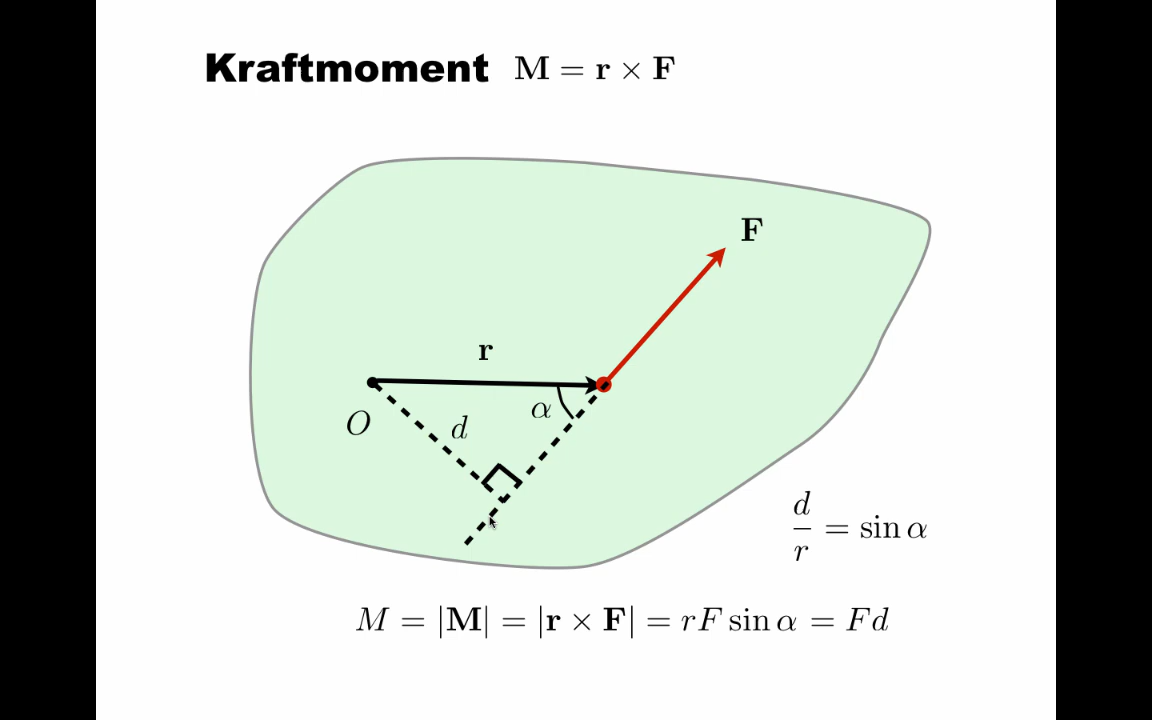 Kraftmoment M = r × F
F
r
α
O
d
d/r = sin α
M = |M| = |r × F| = rF sin α = Fd